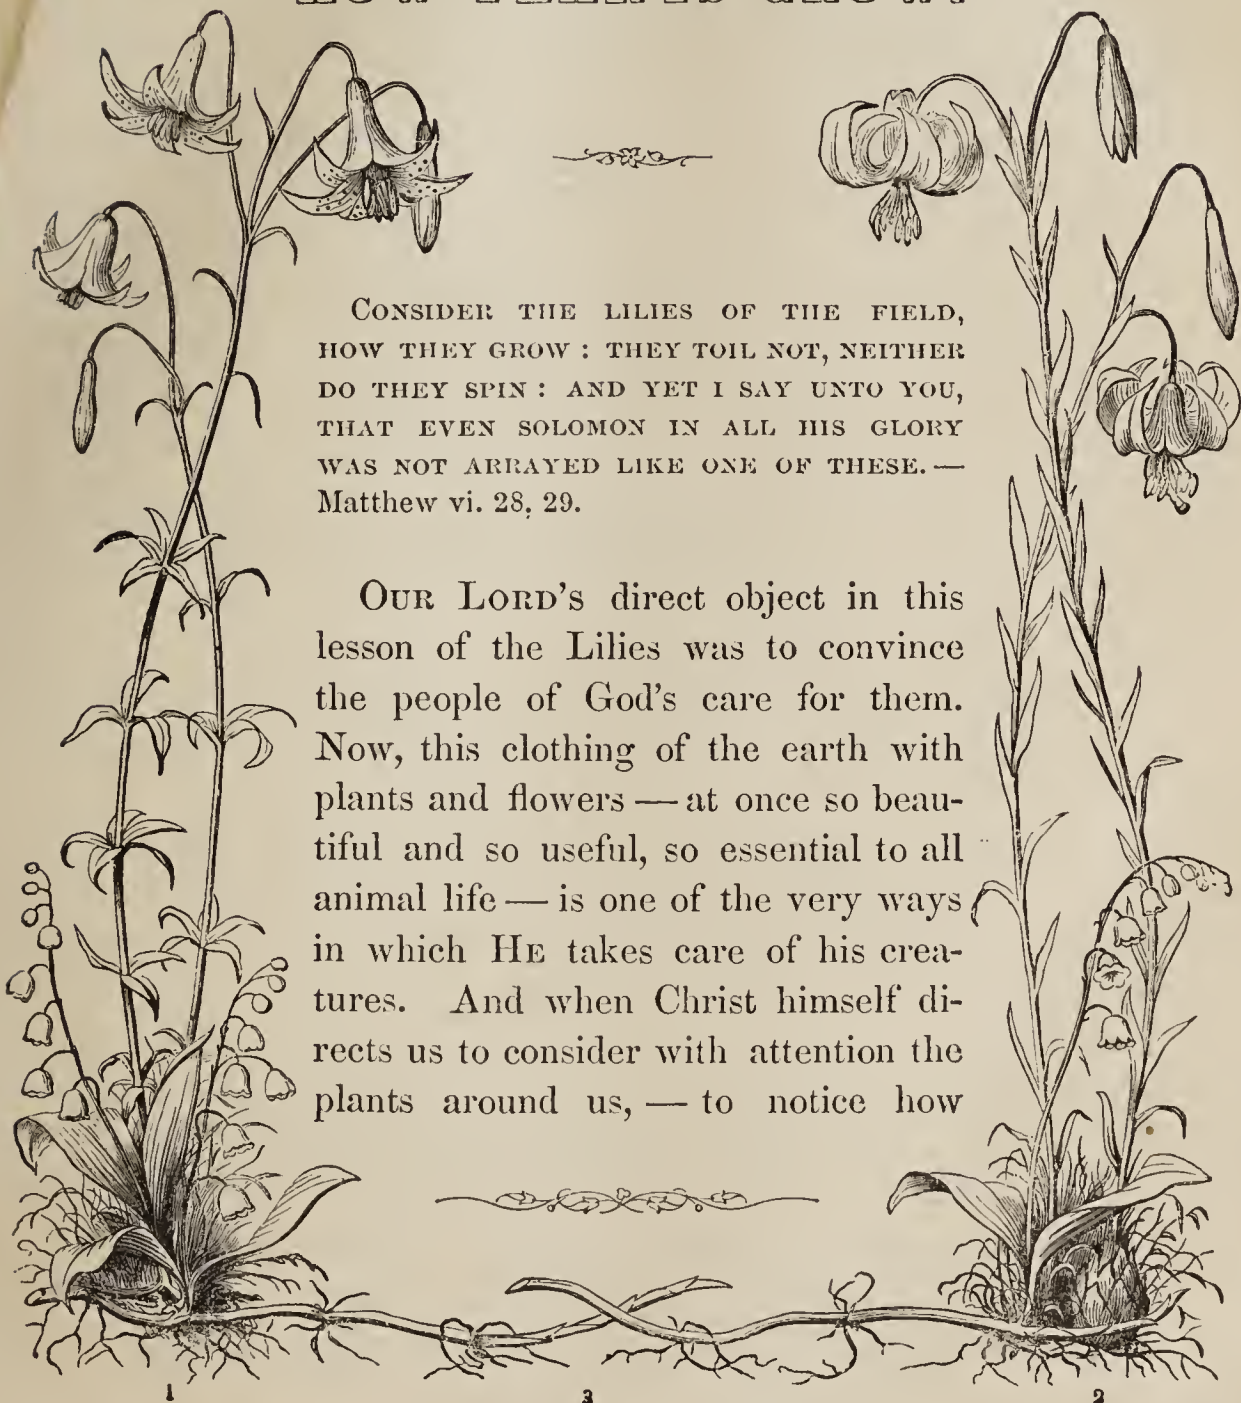 CONSIDER THE LILIES OF THE FIELD,
HOW THEY GROW : THEY TOIL NOT, NEITHER
DO THEY SPIN : AND YET I SAY UNTO YOU,
THAT EVEN SOLOMON IN ALL HIS GLORY
WAS NOT ARRAYED LIKE ONE OF THESE. —
Matthew vi. 28, 29.
OUR LORD'S direct object in this
lesson of the Lilies was to convince
the people of God's care for them.
Now, this clothing of the earth with
plants and flowers — at once so beau-
tiful and so useful, so essential to all
animal life — is one of the very ways
in which HE takes care of his crea-
tures. And when Christ himself di-
rects us to consider with attention the
plants around us, — to notice how
1 3 2